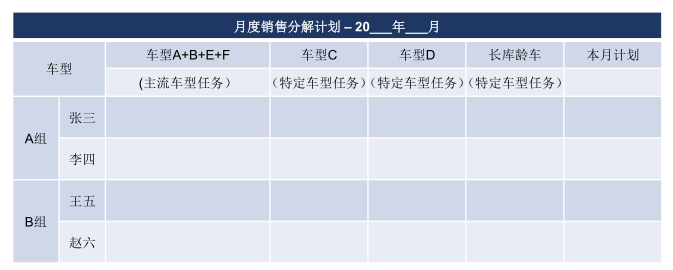 月度销售分解计划 – 20___年___月
车型 车型A+B+E+F 车型C 车型D 长库龄车 本月计划
(主流车型任务） （特定车型任务）（特定车型任务）（特定车型任务）
A组 张三
李四
B组 王五
赵六